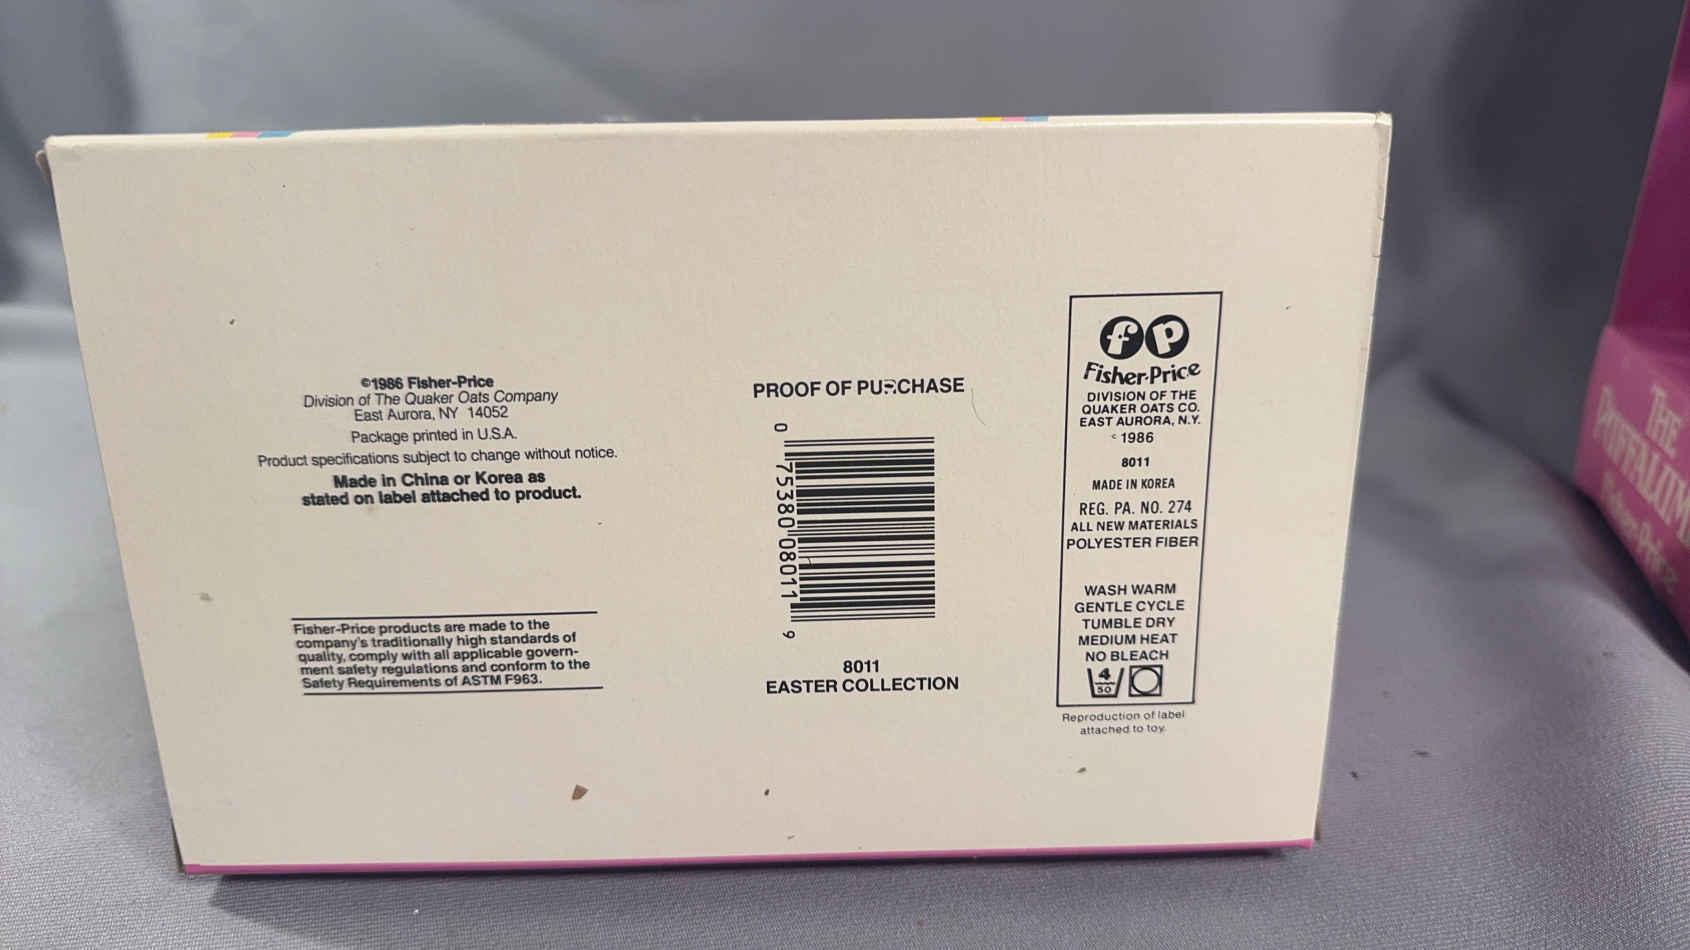 ©1986 Fisher-Price
Division of The Quaker Oats Company
East Aurora, NY 14052
Package printed in U.S.A.
Product specifications subject to change without notice.
Made in China or Korea as
stated on label attached to product.
Fisher-Price products are made to the
company's traditionally high standards of
quality, comply with all applicable govern-
ment safety regulations and conform to the
Safety Requirements of ASTM F963.
PROOF OF PURCHASE
0 75380 08011 9
8011
EASTER COLLECTION
fp
Fisher-Price
DIVISION OF THE
QUAKER OATS CO.
EAST AURORA, N.Y.
© 1986
8011
MADE IN KOREA
REG. PA. NO. 274
ALL NEW MATERIALS
POLYESTER FIBER
WASH WARM
GENTLE CYCLE
TUMBLE DRY
MEDIUM HEAT
NO BLEACH
4
50
Reproduction of label
attached to toy.
THE
Fisher-Price